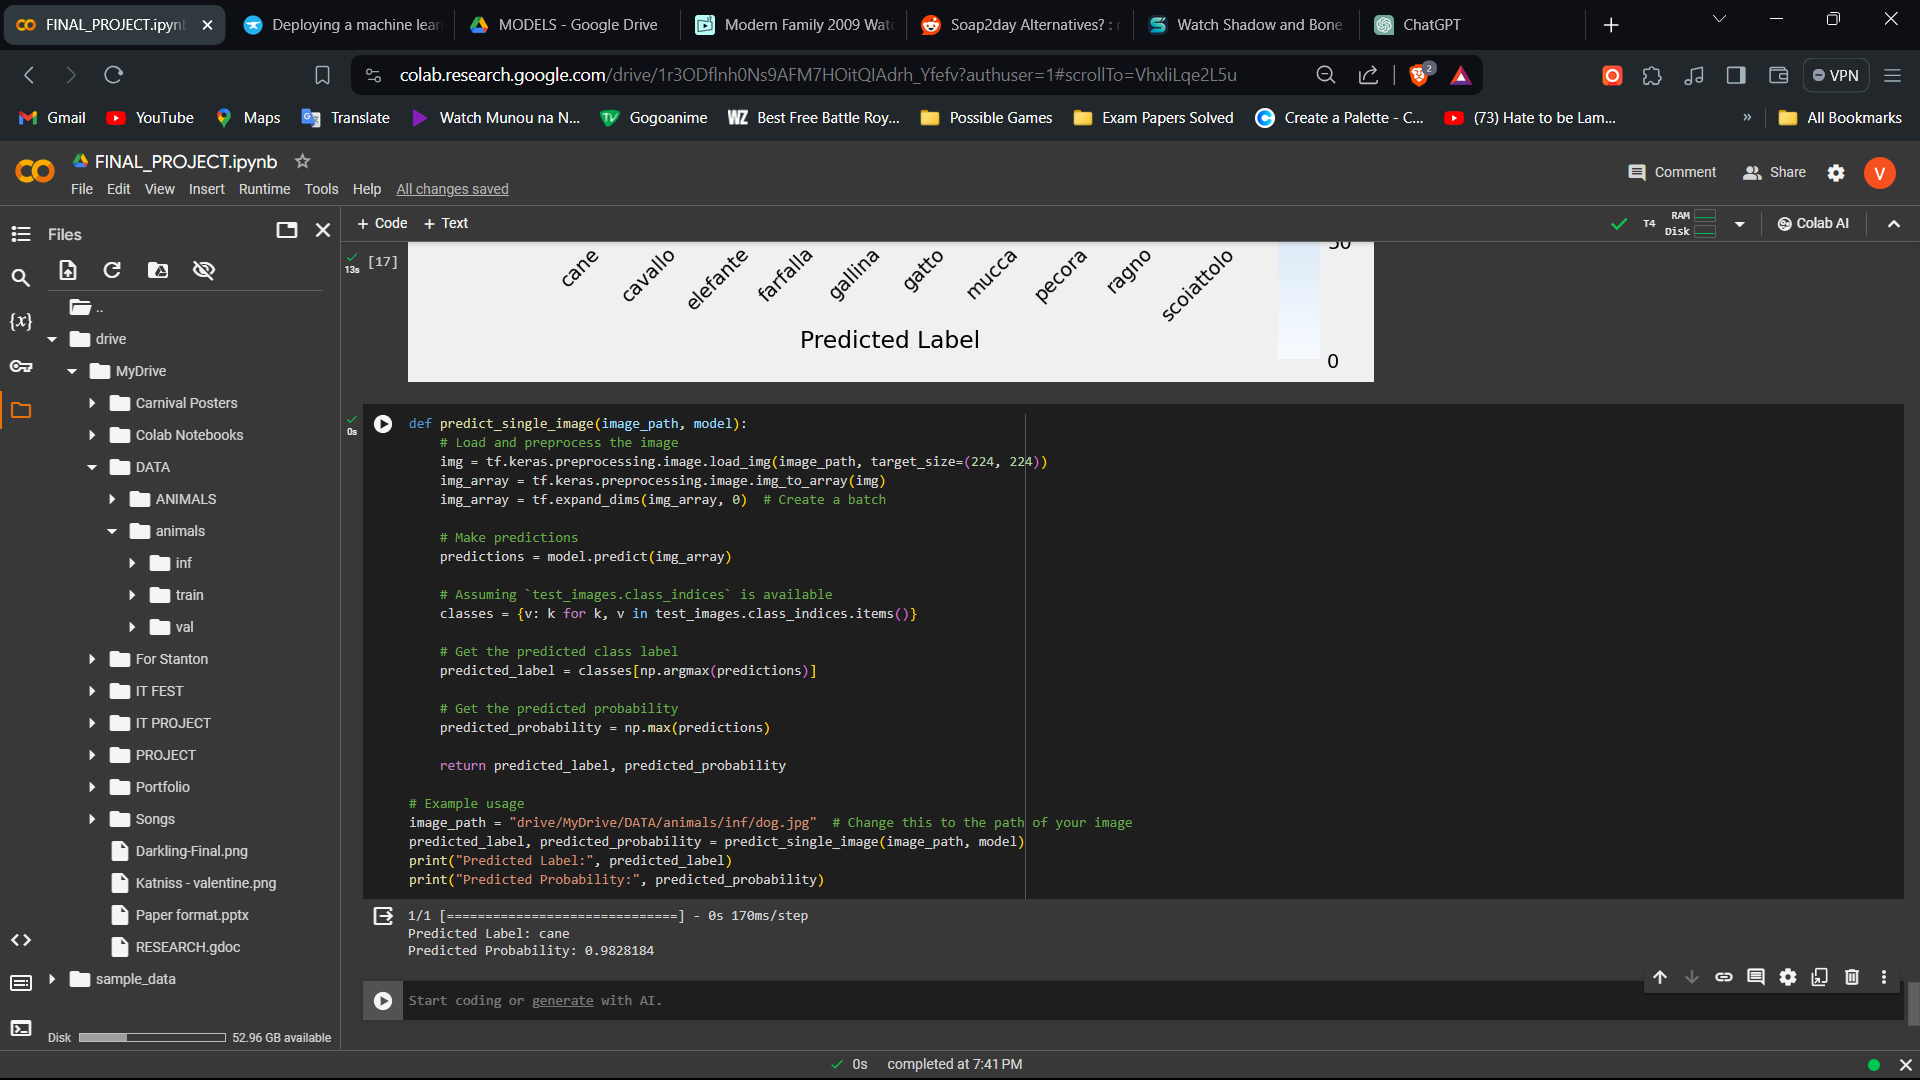 FINAL_PROJECT.ipynb
Deploying a machine lear
MODELS - Google Drive
Modern Family 2009 Watc
Soap2day Alternatives? : r
Watch Shadow and Bone
ChatGPT
colab.research.google.com/drive/1r3ODflnh0Ns9AFM7HOitQIAdrh_Yfefv?authuser=1#scrollTo=VhxliLqe2L5u
2
VPN
Gmail
YouTube
Maps
Translate
Watch Munou na N...
Gogoanime
WZ Best Free Battle Roy...
Possible Games
Exam Papers Solved
Create a Palette - C...
(73) Hate to be Lam...
»
All Bookmarks
FINAL_PROJECT.ipynb
File Edit View Insert Runtime Tools Help All changes saved
Comment
Share
V
Files
+ Code + Text
T4
RAM
Disk
Colab AI
..
drive
MyDrive
Carnival Posters
Colab Notebooks
DATA
ANIMALS
animals
inf
train
val
For Stanton
IT FEST
IT PROJECT
PROJECT
Portfolio
Songs
Darkling-Final.png
Katniss - valentine.png
Paper format.pptx
RESEARCH.gdoc
sample_data
Disk 52.96 GB available
{x}
13s
[17]
cane cavallo elefante farfalla gallina gatto mucca pecora ragno scoiattolo
50
Predicted Label
0
0s
def predict_single_image(image_path, model):
# Load and preprocess the image
img = tf.keras.preprocessing.image.load_img(image_path, target_size=(224, 224))
img_array = tf.keras.preprocessing.image.img_to_array(img)
img_array = tf.expand_dims(img_array, 0) # Create a batch
# Make predictions
predictions = model.predict(img_array)
# Assuming `test_images.class_indices` is available
classes = {v: k for k, v in test_images.class_indices.items()}
# Get the predicted class label
predicted_label = classes[np.argmax(predictions)]
# Get the predicted probability
predicted_probability = np.max(predictions)
return predicted_label, predicted_probability
# Example usage
image_path = "drive/MyDrive/DATA/animals/inf/dog.jpg" # Change this to the path of your image
predicted_label, predicted_probability = predict_single_image(image_path, model)
print("Predicted Label:", predicted_label)
print("Predicted Probability:", predicted_probability)
1/1 [==============================] - 0s 170ms/step
Predicted Label: cane
Predicted Probability: 0.9828184
Start coding or generate with AI.
0s completed at 7:41 PM